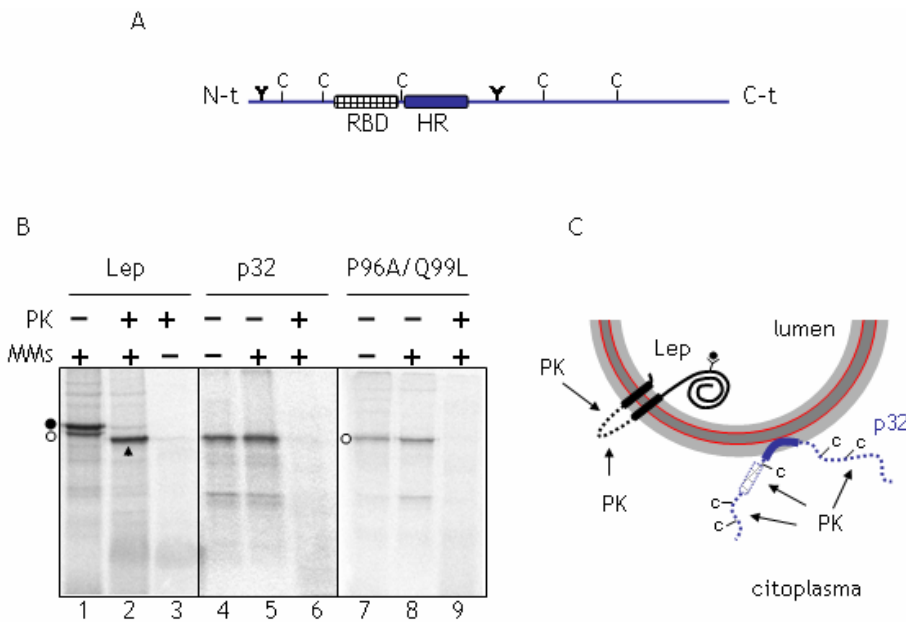 A
N-t C C C C C C-t
RBD HR
B
Lep p32 P96A/Q99L
PK − + + − − + − − +
MMs + + − − + + − + +
1 2 3 4 5 6 7 8 9
C
lumen
Lep
PK
p32
C C
PK
C
C
C
PK
citoplasma